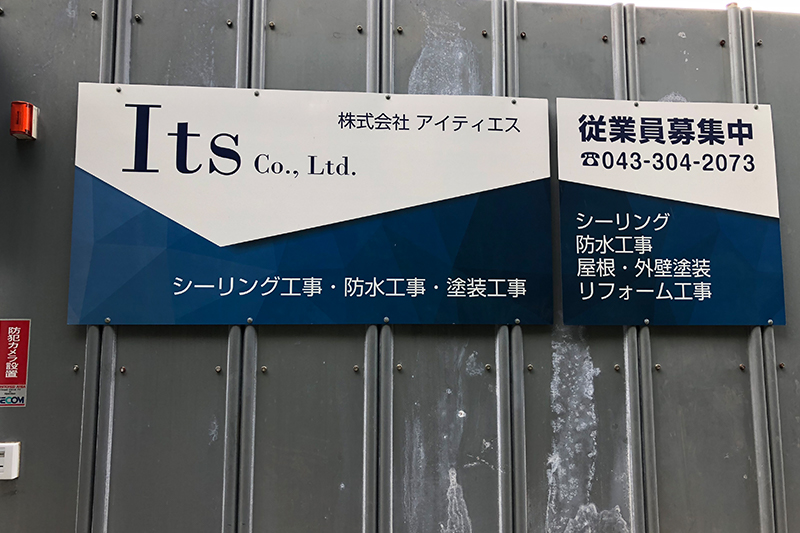 Its Co., Ltd.
株式会社 アイティエス
シーリング工事・防水工事・塗装工事
従業員募集中
☎043-304-2073
シーリング
防水工事
屋根・外壁塗装
リフォーム工事
防犯カメラ設置